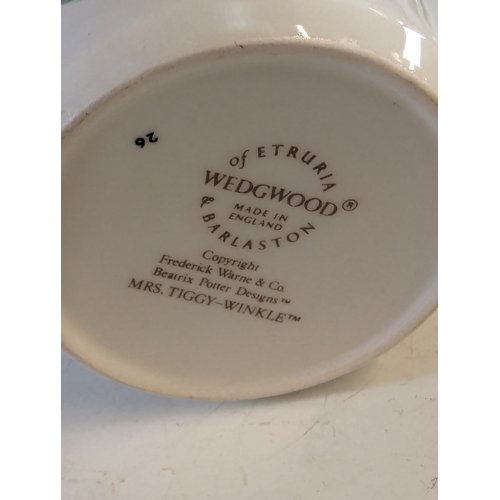 26
of ETRURIA
WEDGWOOD®
MADE IN
ENGLAND
& BARLASTON
Copyright
Frederick Warne & Co.
Beatrix Potter Designs™
MRS. TIGGY-WINKLE™